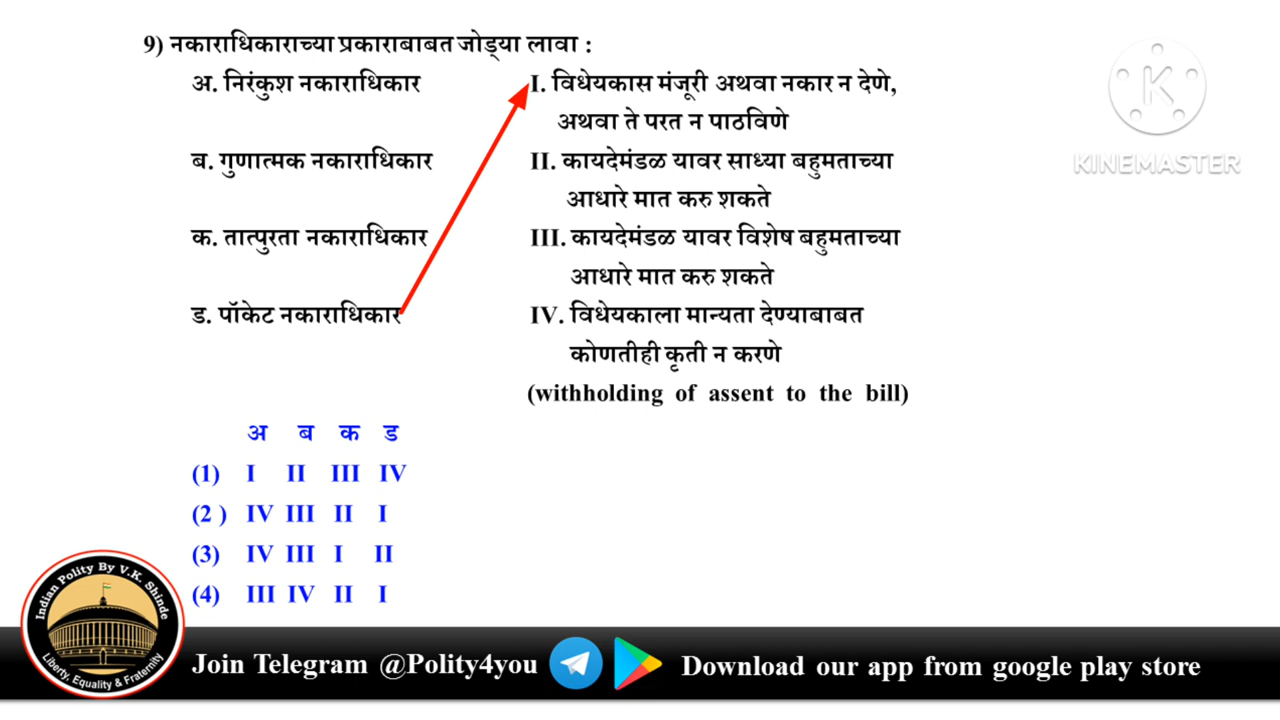 9) नकाराधिकाराच्या प्रकाराबाबत जोड्या लावा :
अ. निरंकुश नकाराधिकार
I. विधेयकास मंजूरी अथवा नकार न देणे,
अथवा ते परत न पाठविणे
ब. गुणात्मक नकाराधिकार
II. कायदेमंडळ यावर साध्या बहुमताच्या
आधारे मात करु शकते
क. तात्पुरता नकाराधिकार
III. कायदेमंडळ यावर विशेष बहुमताच्या
आधारे मात करु शकते
ड. पॉकेट नकाराधिकार
IV. विधेयकाला मान्यता देण्याबाबत
कोणतीही कृती न करणे
(withholding of assent to the bill)
अ ब क ड
(1) I II III IV
(2 ) IV III II I
(3) IV III I II
(4) III IV II I
KINEMASTER
Indian Polity By V.K. Shinde
Liberty, Equality & Fraternity
Join Telegram @Polity4you
Download our app from google play store